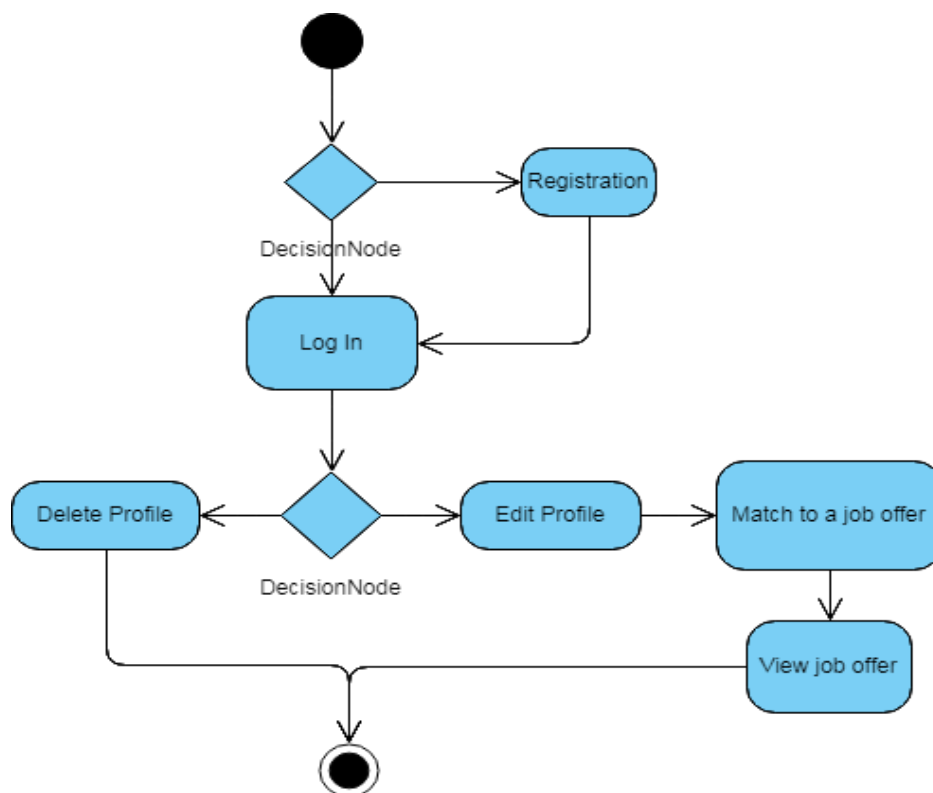 Registration
DecisionNode
Log In
Delete Profile
Edit Profile
Match to a job offer
DecisionNode
View job offer